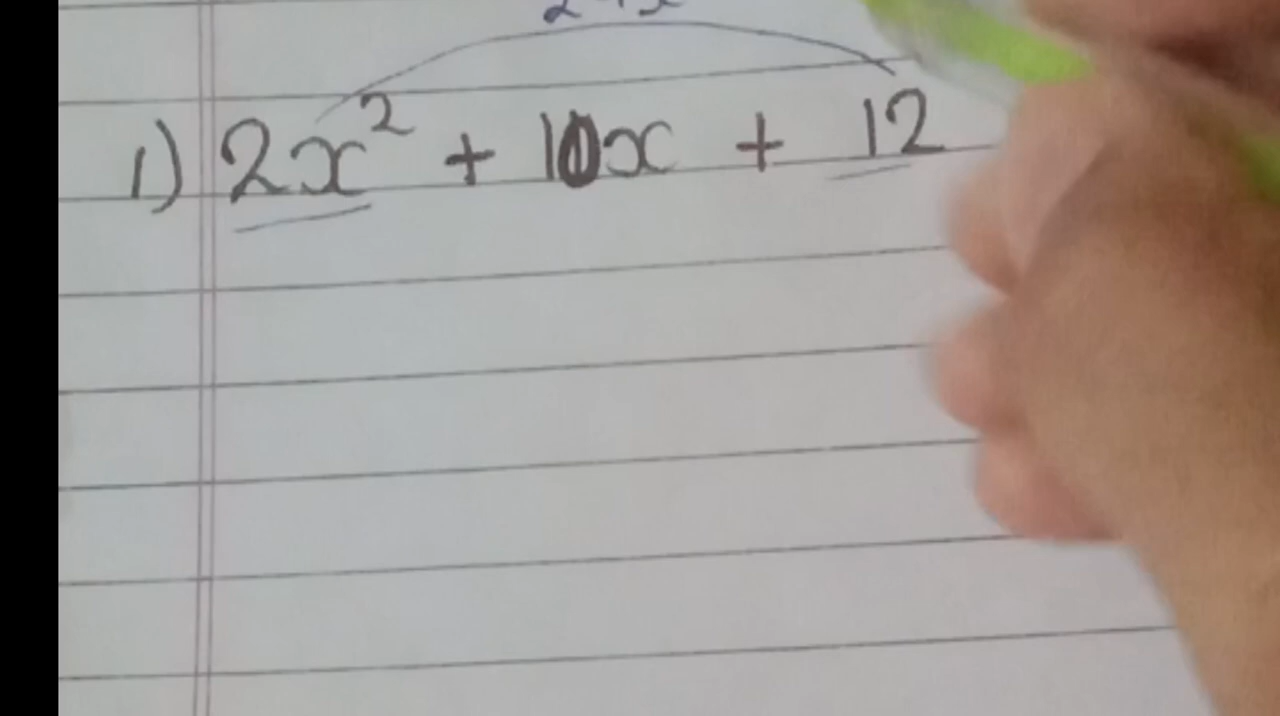 1) 2x² + 10x + 12